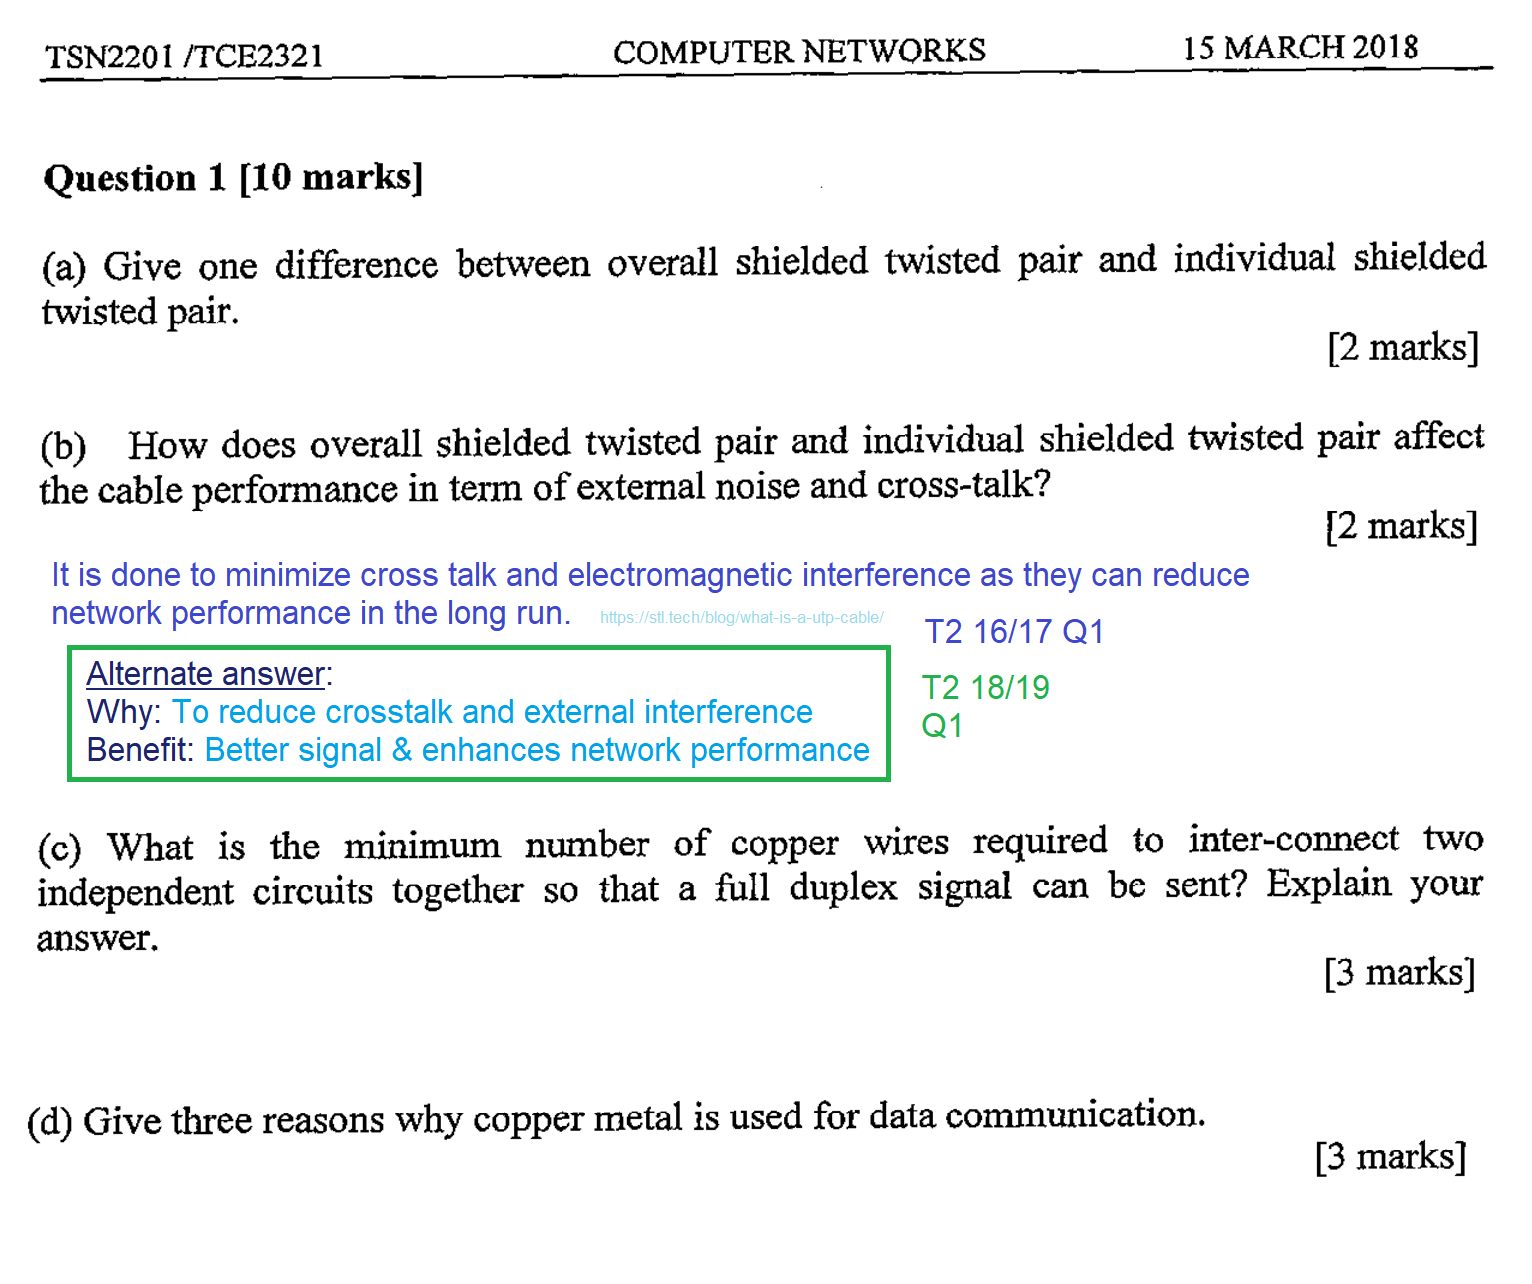 TSN2201 /TCE2321 COMPUTER NETWORKS 15 MARCH 2018
Question 1 [10 marks]
(a) Give one difference between overall shielded twisted pair and individual shielded
twisted pair.
[2 marks]
(b) How does overall shielded twisted pair and individual shielded twisted pair affect
the cable performance in term of external noise and cross-talk?
[2 marks]
It is done to minimize cross talk and electromagnetic interference as they can reduce
network performance in the long run. https://stl.tech/blog/what-is-a-utp-cable/
T2 16/17 Q1
Alternate answer:
Why: To reduce crosstalk and external interference
Benefit: Better signal & enhances network performance
T2 18/19
Q1
(c) What is the minimum number of copper wires required to inter-connect two
independent circuits together so that a full duplex signal can be sent? Explain your
answer.
[3 marks]
(d) Give three reasons why copper metal is used for data communication.
[3 marks]